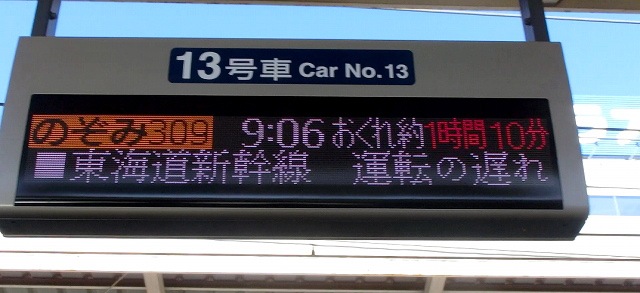 13号車 Car No.13
のぞみ309 9:06 おくれ約1時間10分
■東海道新幹線 運転の遅れ